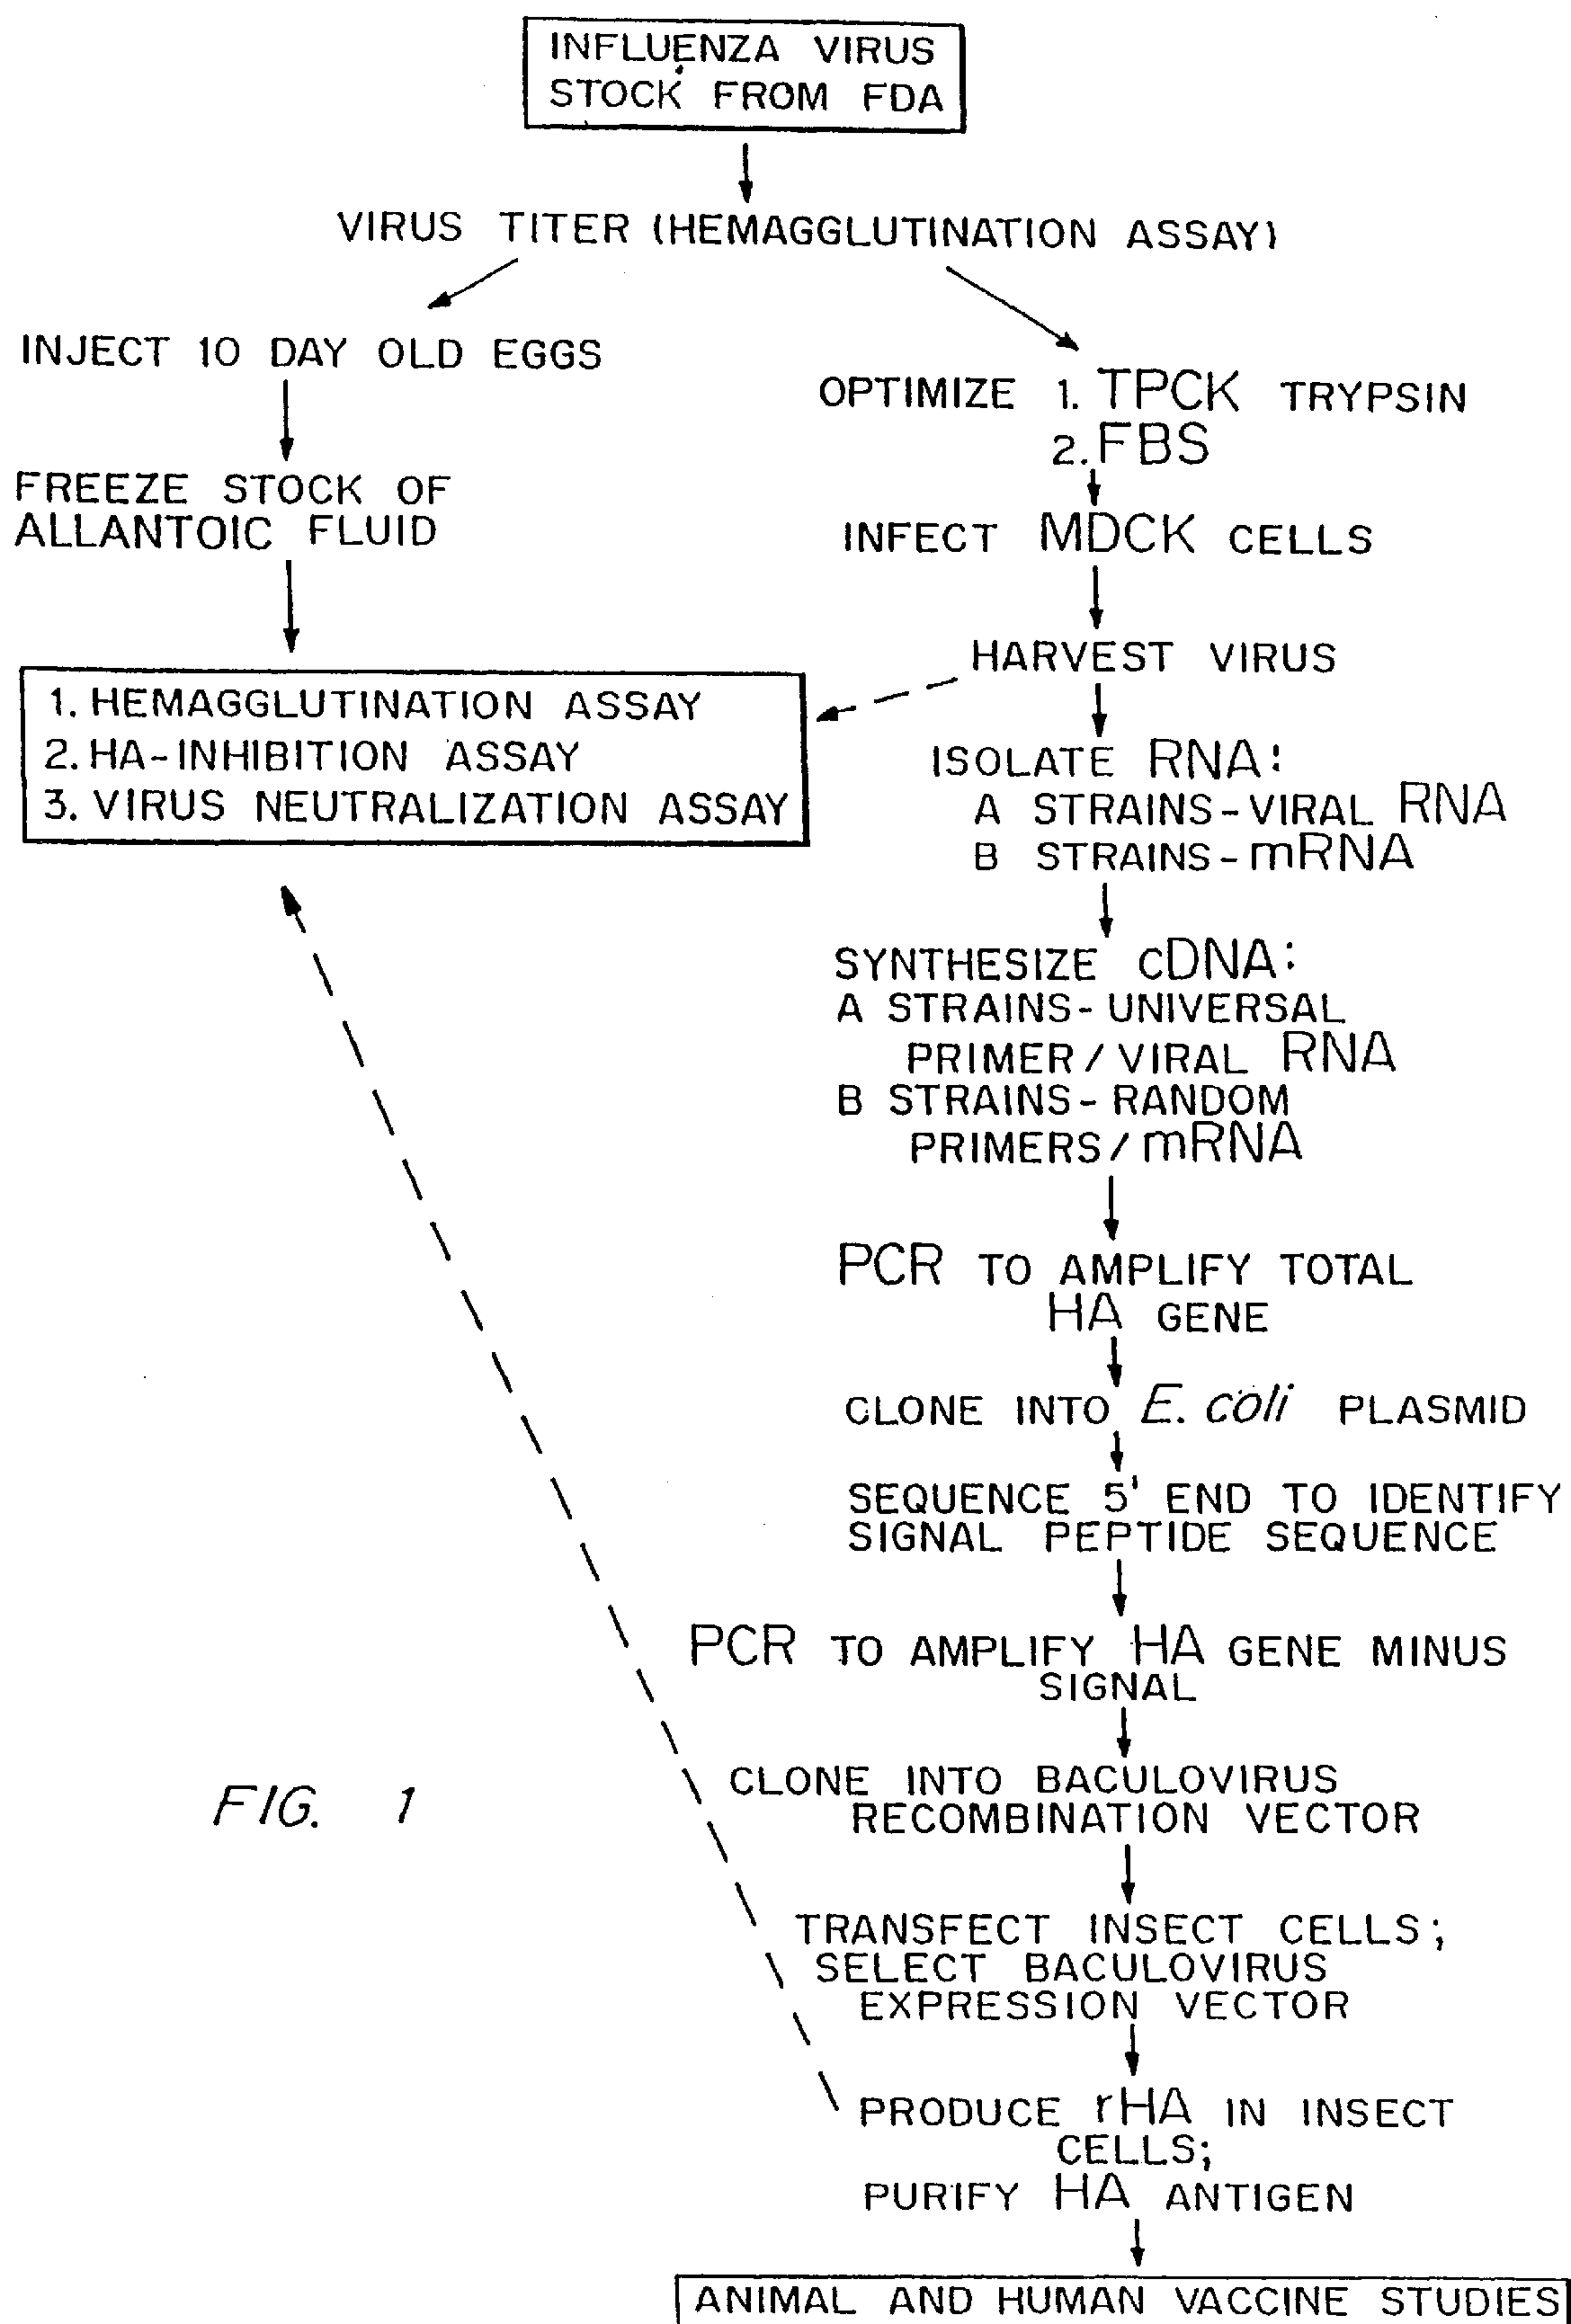 INFLUENZA VIRUS
STOCK FROM FDA
VIRUS TITER (HEMAGGLUTINATION ASSAY)
INJECT 10 DAY OLD EGGS
FREEZE STOCK OF
ALLANTOIC FLUID
1. HEMAGGLUTINATION ASSAY
2. HA-INHIBITION ASSAY
3. VIRUS NEUTRALIZATION ASSAY
OPTIMIZE 1. TPCK TRYPSIN
2. FBS
INFECT MDCK CELLS
HARVEST VIRUS
ISOLATE RNA:
A STRAINS-VIRAL RNA
B STRAINS-mRNA
SYNTHESIZE cDNA:
A STRAINS-UNIVERSAL
PRIMER/VIRAL RNA
B STRAINS-RANDOM
PRIMERS/mRNA
PCR TO AMPLIFY TOTAL
HA GENE
CLONE INTO E. coli PLASMID
SEQUENCE 5' END TO IDENTIFY
SIGNAL PEPTIDE SEQUENCE
PCR TO AMPLIFY HA GENE MINUS
SIGNAL
CLONE INTO BACULOVIRUS
RECOMBINATION VECTOR
TRANSFECT INSECT CELLS;
SELECT BACULOVIRUS
EXPRESSION VECTOR
PRODUCE rHA IN INSECT
CELLS;
PURIFY HA ANTIGEN
ANIMAL AND HUMAN VACCINE STUDIES
FIG. 1